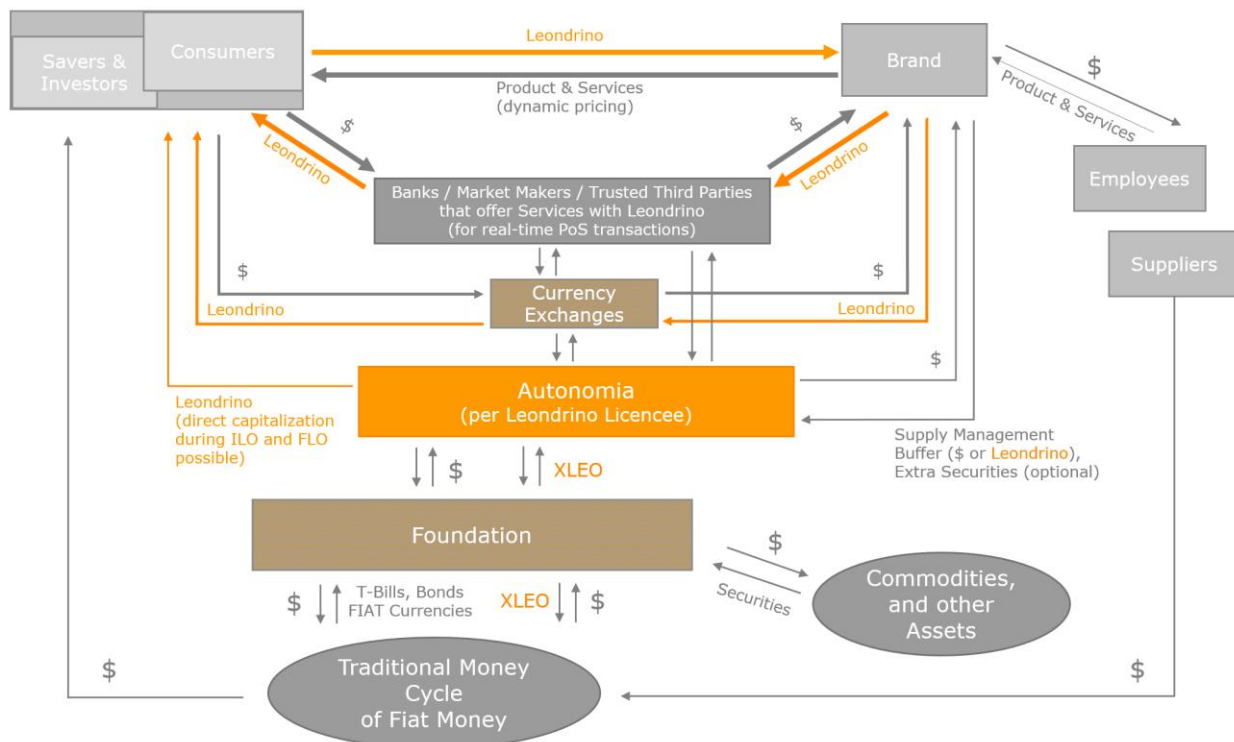 Savers &
Investors
Consumers
Leondrino
Product & Services
(dynamic pricing)
Brand
$
Product & Services
Employees
Suppliers
$
Leondrino
$
Leondrino
Banks / Market Makers / Trusted Third Parties
that offer Services with Leondrino
(for real-time PoS transactions)
$
Leondrino
Currency
Exchanges
$
Leondrino
$
Autonomia
(per Leondrino Licencee)
Leondrino
(direct capitalization
during ILO and FLO
possible)
Supply Management
Buffer ($ or Leondrino),
Extra Securities (optional)
$
XLEO
Foundation
$
Securities
Commodities,
and other
Assets
$
T-Bills, Bonds
FIAT Currencies
XLEO
$
Traditional Money
Cycle
of Fiat Money
$
$